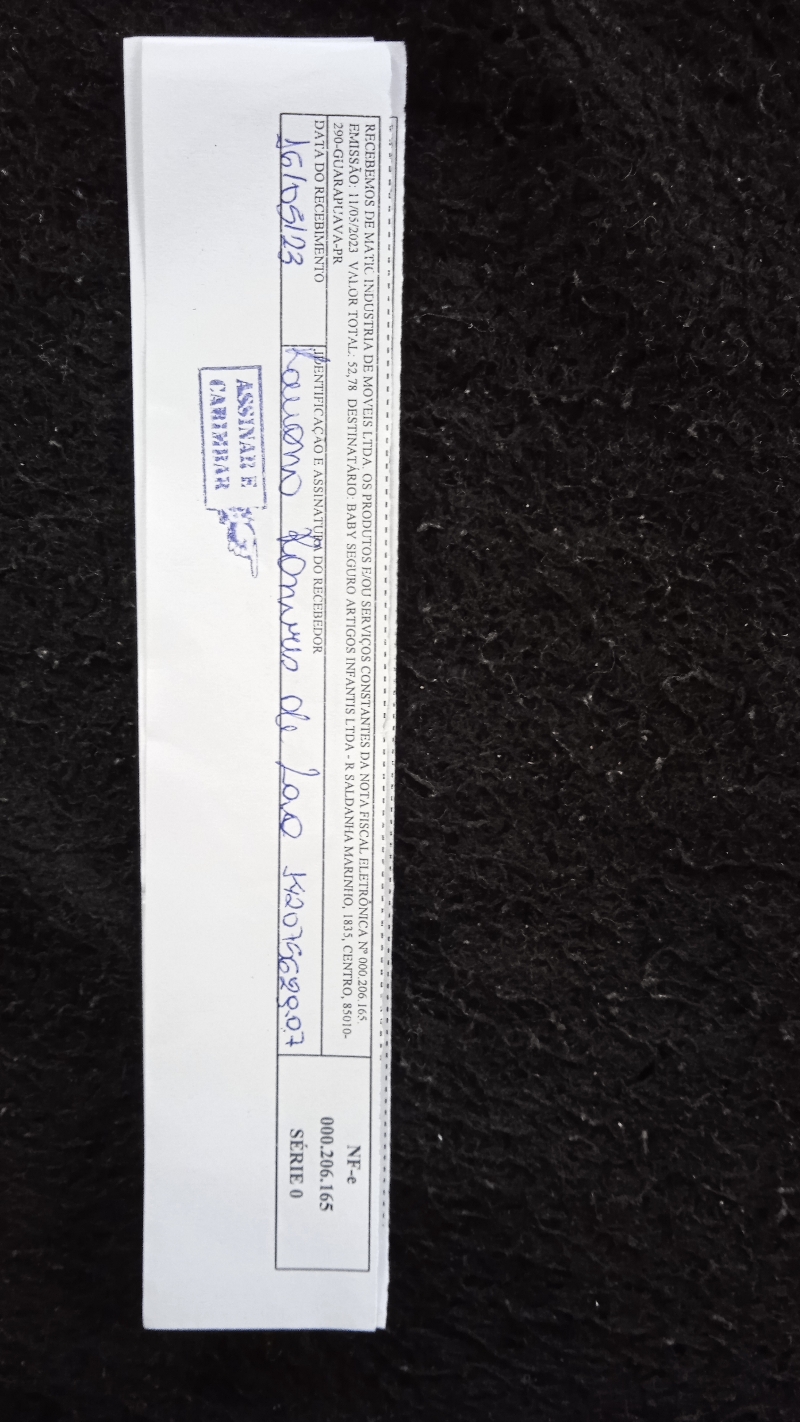 RECEBEMOS DE MATIC INDUSTRIA DE MOVEIS LTDA OS PRODUTOS E/OU SERVIÇOS CONSTANTES DA NOTA FISCAL ELETRÔNICA Nº 000.206.165.
EMISSÃO: 11/05/2023 VALOR TOTAL: 52,78 DESTINATÁRIO: BABY SEGURO ARTIGOS INFANTIS LTDA - R SALDANHA MARINHO, 1835, CENTRO, 85010-
290-GUARAPUAVA-PR
DATA DO RECEBIMENTO
16/05/23
IDENTIFICAÇÃO E ASSINATURA DO RECEBEDOR
de
NF-e
000.206.165
SÉRIE 0
ASSINAR E
CARIMBAR